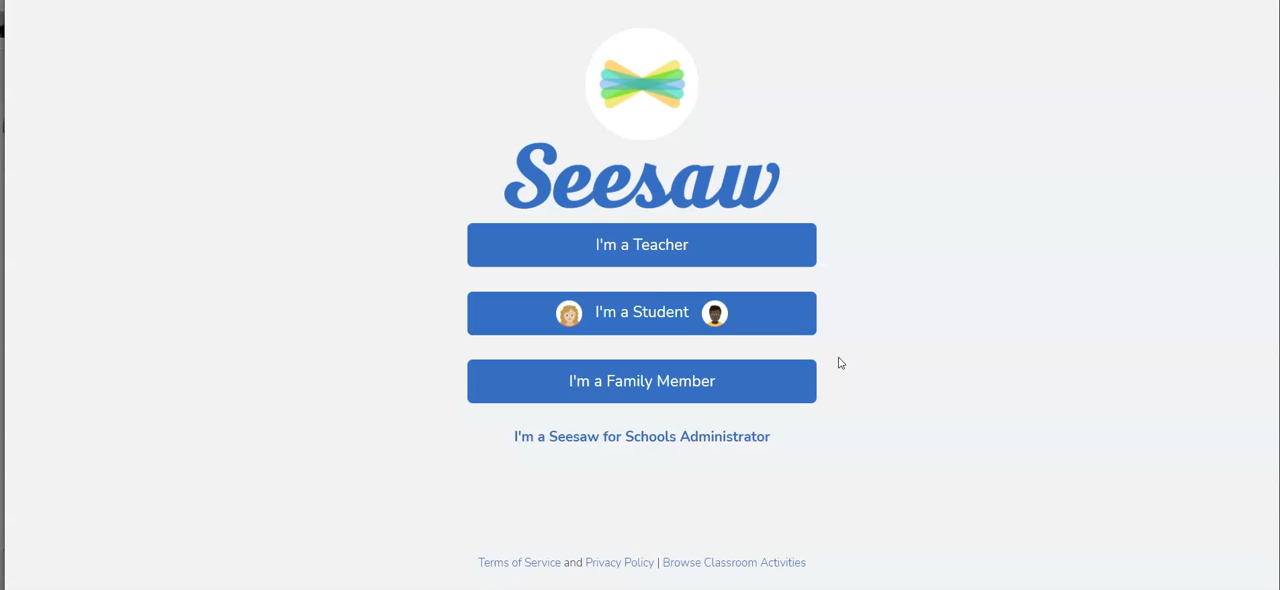 Seesaw
I'm a Teacher
I'm a Student
I'm a Family Member
I'm a Seesaw for Schools Administrator
Terms of Service and Privacy Policy | Browse Classroom Activities